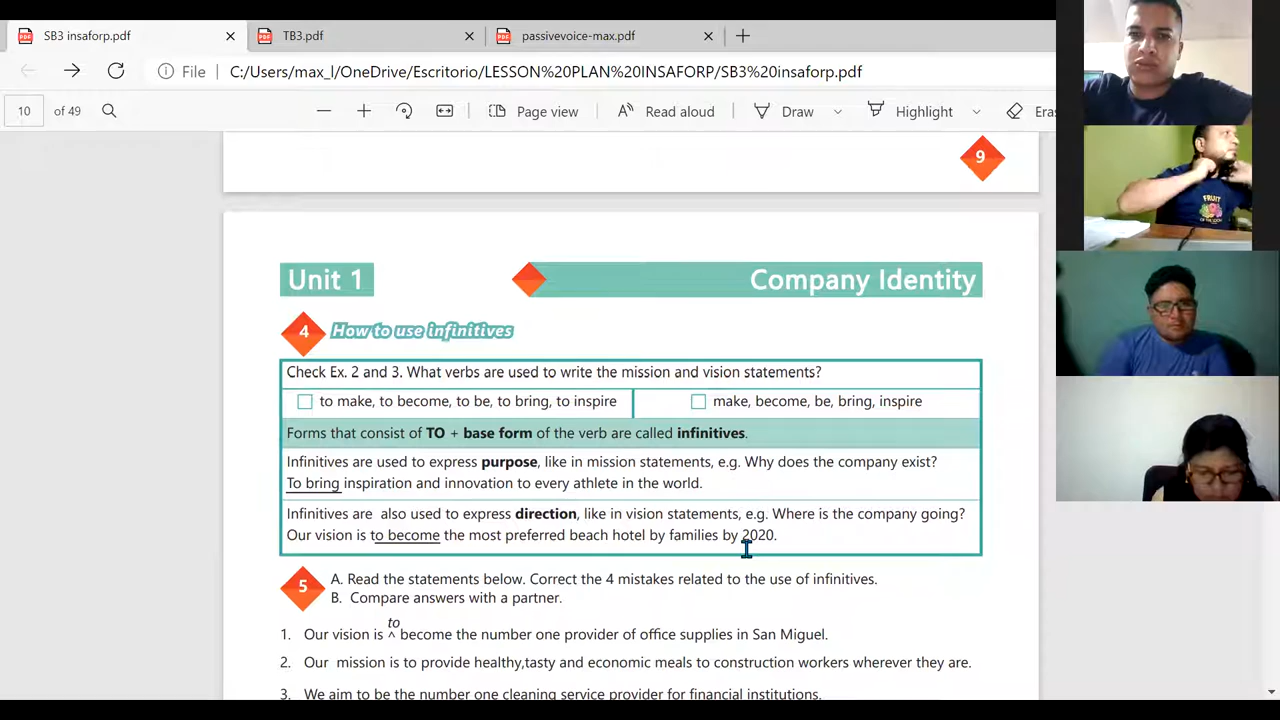 SB3 insaforp.pdf
TB3.pdf
passivevoice-max.pdf
File C:/Users/max_l/OneDrive/Escritorio/LESSON%20PLAN%20INSAFORP/SB3%20insaforp.pdf
10 of 49 Page view Read aloud Draw Highlight Eras
9
Unit 1 Company Identity
4 How to use infinitives
Check Ex. 2 and 3. What verbs are used to write the mission and vision statements?
to make, to become, to be, to bring, to inspire make, become, be, bring, inspire
Forms that consist of TO + base form of the verb are called infinitives.
Infinitives are used to express purpose, like in mission statements, e.g. Why does the company exist?
To bring inspiration and innovation to every athlete in the world.
Infinitives are also used to express direction, like in vision statements, e.g. Where is the company going?
Our vision is to become the most preferred beach hotel by families by 2020.
5 A. Read the statements below. Correct the 4 mistakes related to the use of infinitives.
B. Compare answers with a partner.
to
1. Our vision is ^ become the number one provider of office supplies in San Miguel.
2. Our mission is to provide healthy,tasty and economic meals to construction workers wherever they are.
3. We aim to be the number one cleaning service provider for financial institutions.
FRUIT